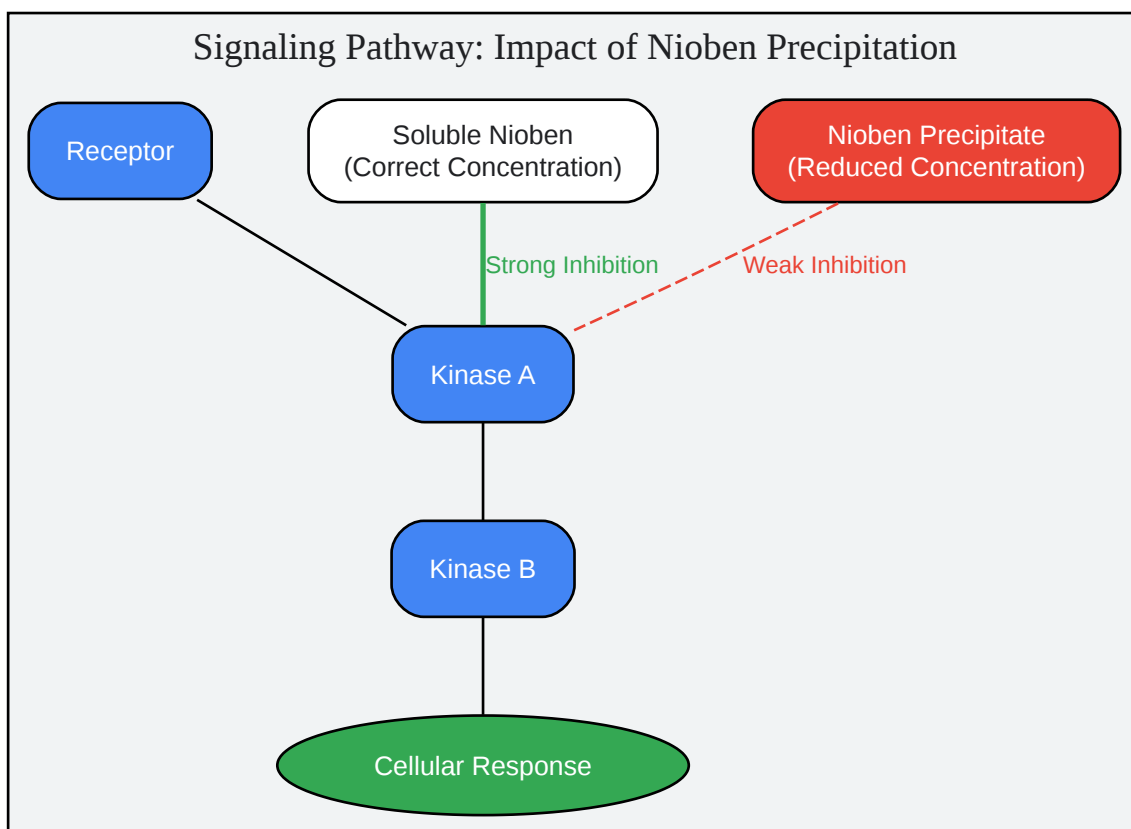 Signaling Pathway: Impact of Nioben Precipitation
Receptor
Soluble Nioben
(Correct Concentration)
Nioben Precipitate
(Reduced Concentration)
Strong Inhibition
Weak Inhibition
Kinase A
Kinase B
Cellular Response